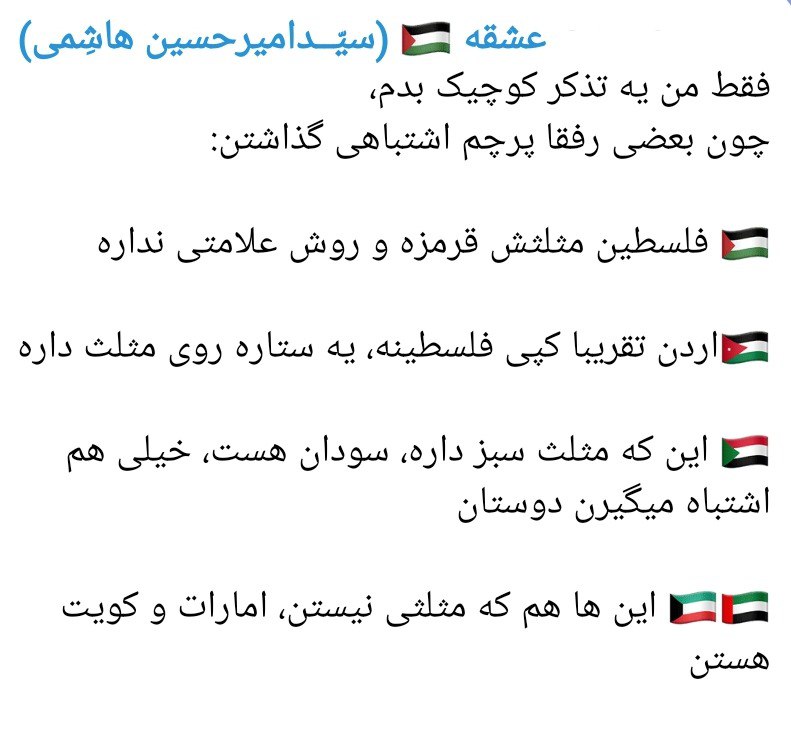 عشقه 🇵🇸 (سیّــدامیرحسین هاشِمی)
فقط من یه تذکر کوچیک بدم،
چون بعضی رفقا پرچم اشتباهی گذاشتن:
🇵🇸 فلسطین مثلثش قرمزه و روش علامتی نداره
🇯🇴اردن تقریبا کپی فلسطینه، یه ستاره روی مثلث داره
🇸🇩 این که مثلث سبز داره، سودان هست، خیلی هم
اشتباه میگیرن دوستان
🇦🇪🇰🇼 این ها هم که مثلثی نیستن، امارات و کویت
هستن